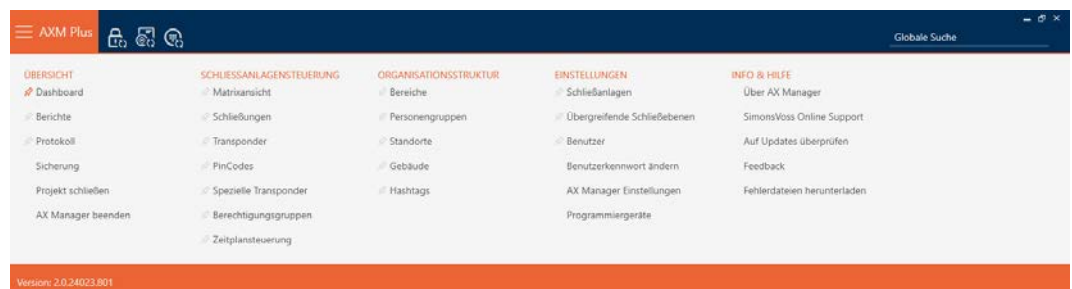 AXM Plus
Globale Suche
ÜBERSICHT
Dashboard
Berichte
Protokoll
Sicherung
Projekt schließen
AX Manager beenden
SCHLIESSANLAGENSTEUERUNG
Matrixansicht
Schließungen
Transponder
PinCodes
Spezielle Transponder
Berechtigungsgruppen
Zeitplansteuerung
ORGANISATIONSSTRUKTUR
Bereiche
Personengruppen
Standorte
Gebäude
Hashtags
EINSTELLUNGEN
Schließanlagen
Übergreifende Schließebenen
Benutzer
Benutzerkennwort ändern
AX Manager Einstellungen
Programmiergeräte
INFO & HILFE
Über AX Manager
SimonsVoss Online Support
Auf Updates überprüfen
Feedback
Fehlerdateien herunterladen
Version: 2.0.24023.801